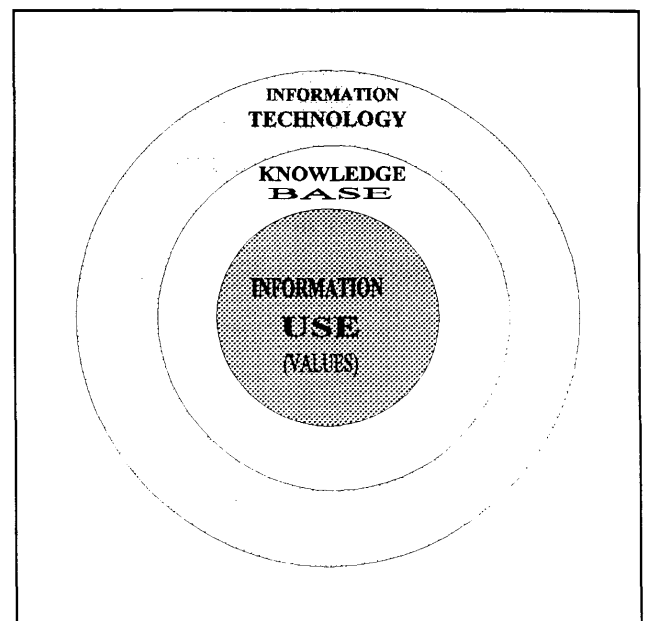 INFORMATION
TECHNOLOGY
KNOWLEDGE
BASE
INFORMATION
USE
(VALUES)